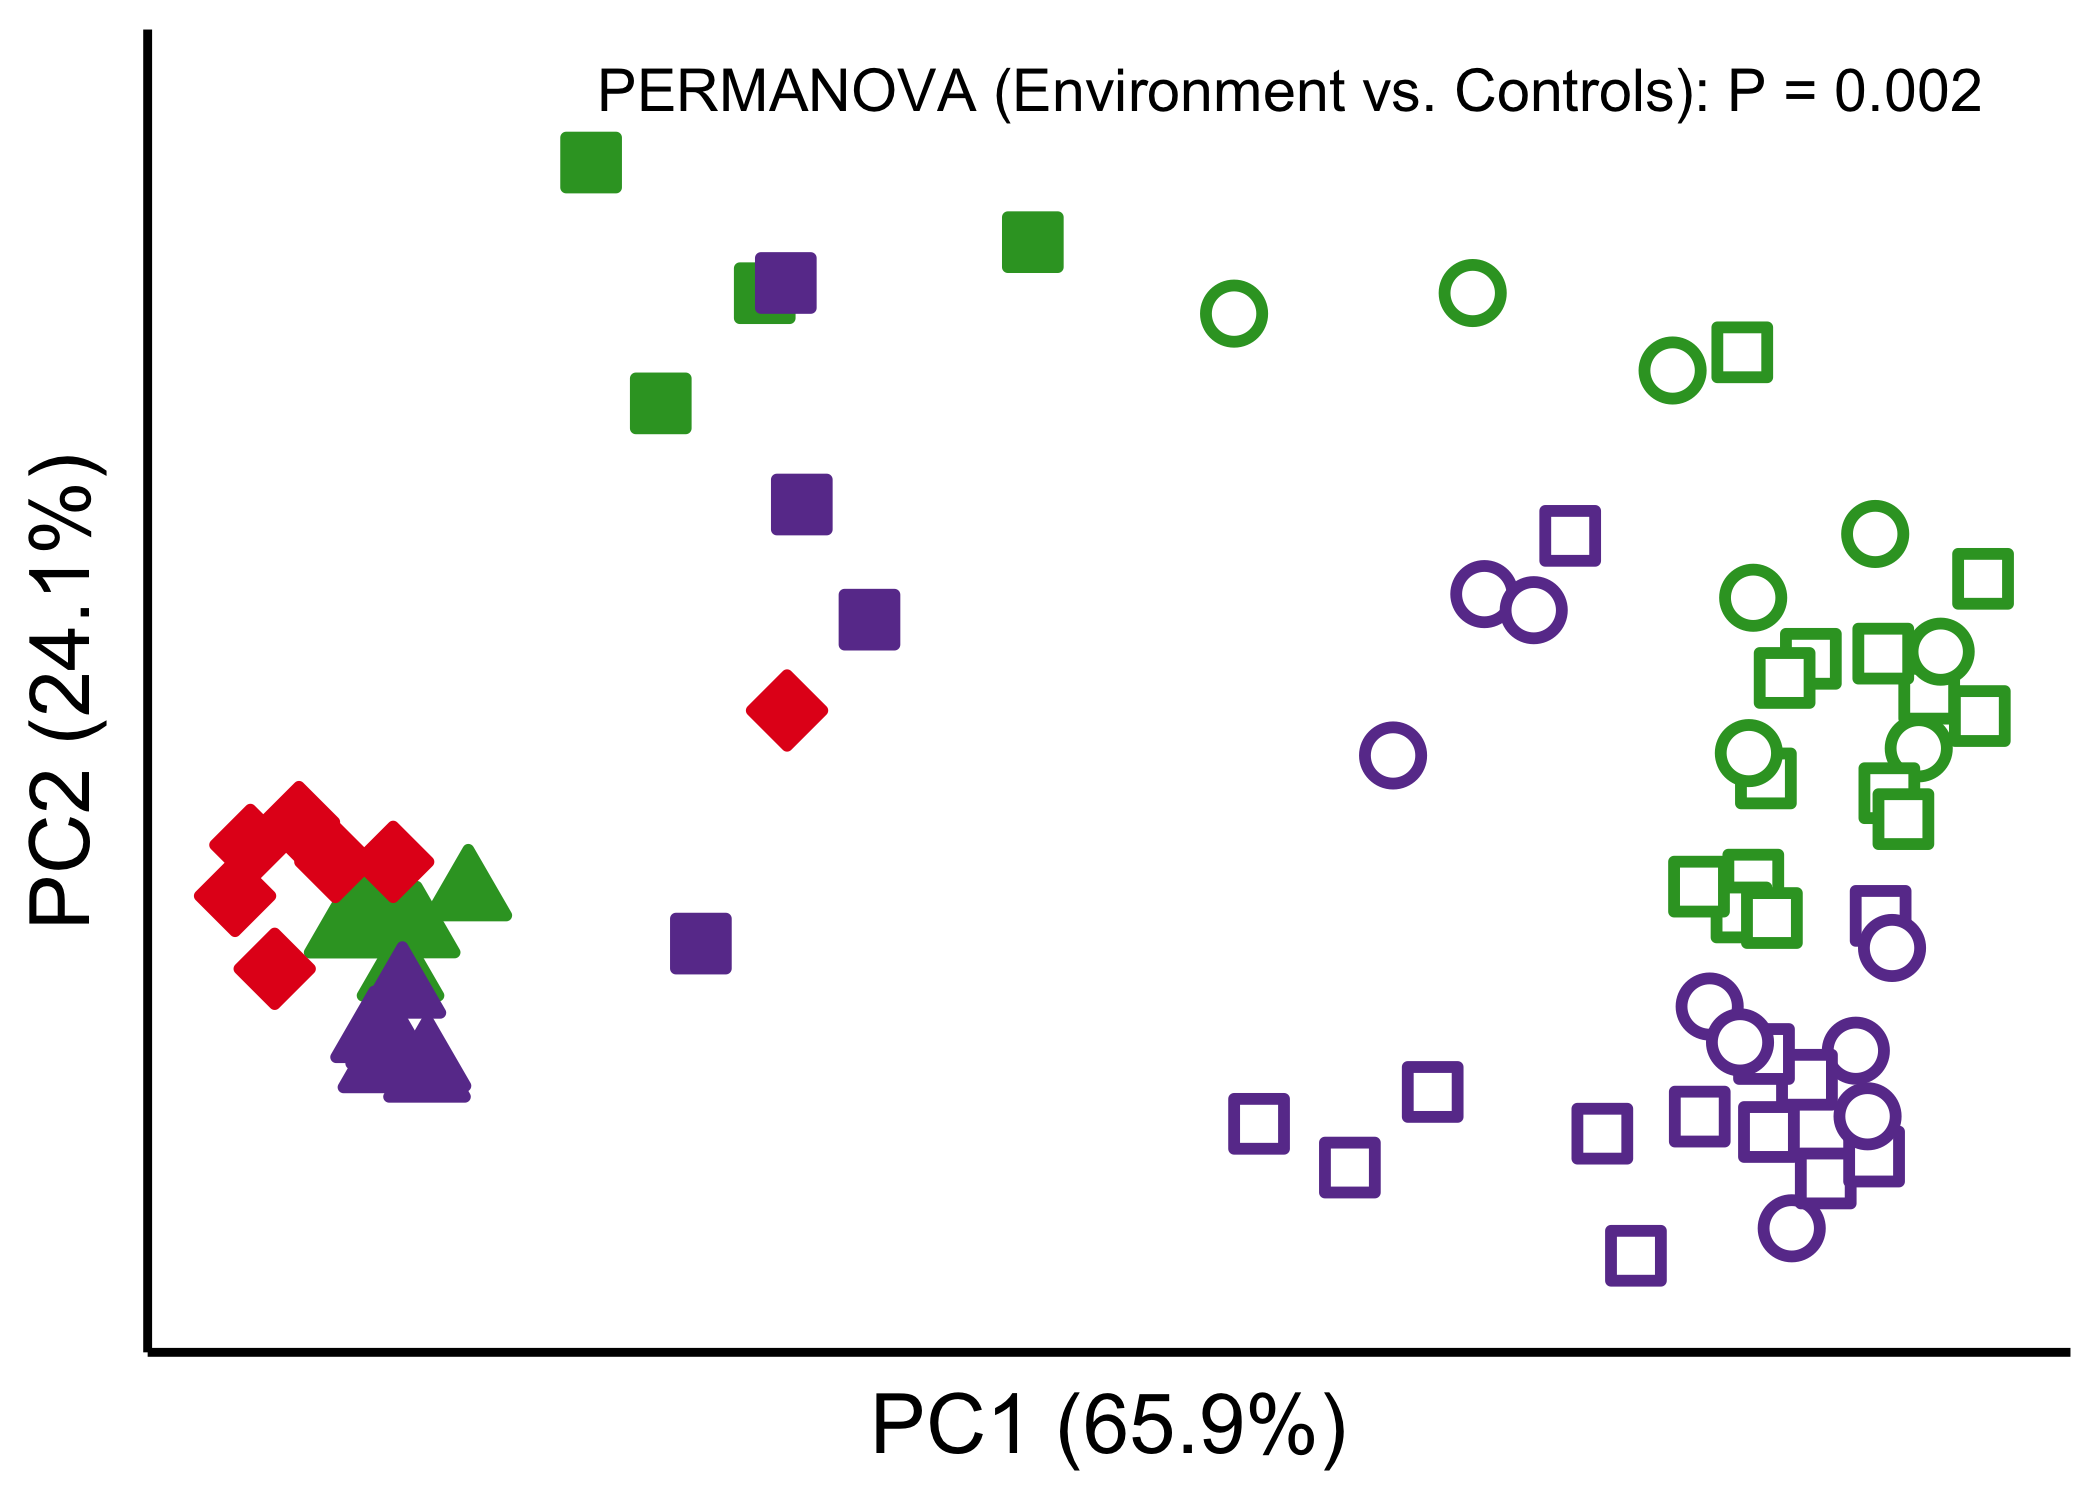 PERMANOVA (Environment vs. Controls): P = 0.002
PC2 (24.1%)
PC1 (65.9%)